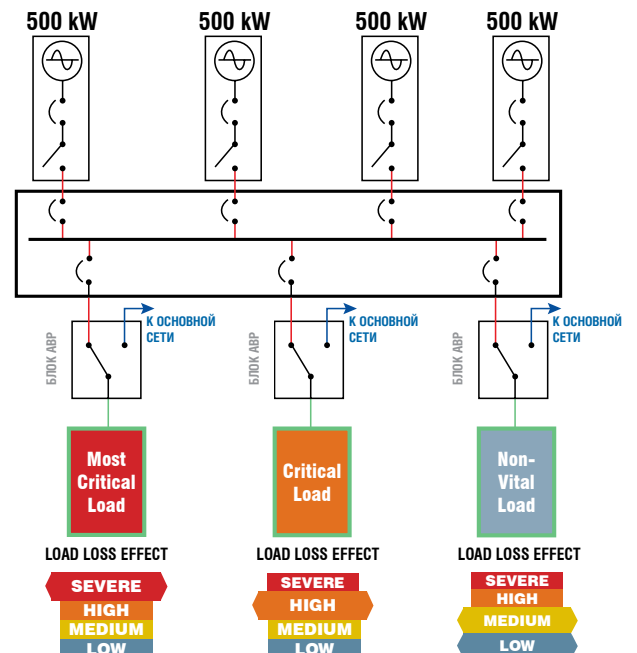 500 kW
500 kW
500 kW
500 kW
К ОСНОВНОЙ
СЕТИ
БЛОК АВР
К ОСНОВНОЙ
СЕТИ
БЛОК АВР
К ОСНОВНОЙ
СЕТИ
БЛОК АВР
Most
Critical
Load
Critical
Load
Non-
Vital
Load
LOAD LOSS EFFECT
LOAD LOSS EFFECT
LOAD LOSS EFFECT
SEVERE
HIGH
MEDIUM
LOW
SEVERE
HIGH
MEDIUM
LOW
SEVERE
HIGH
MEDIUM
LOW